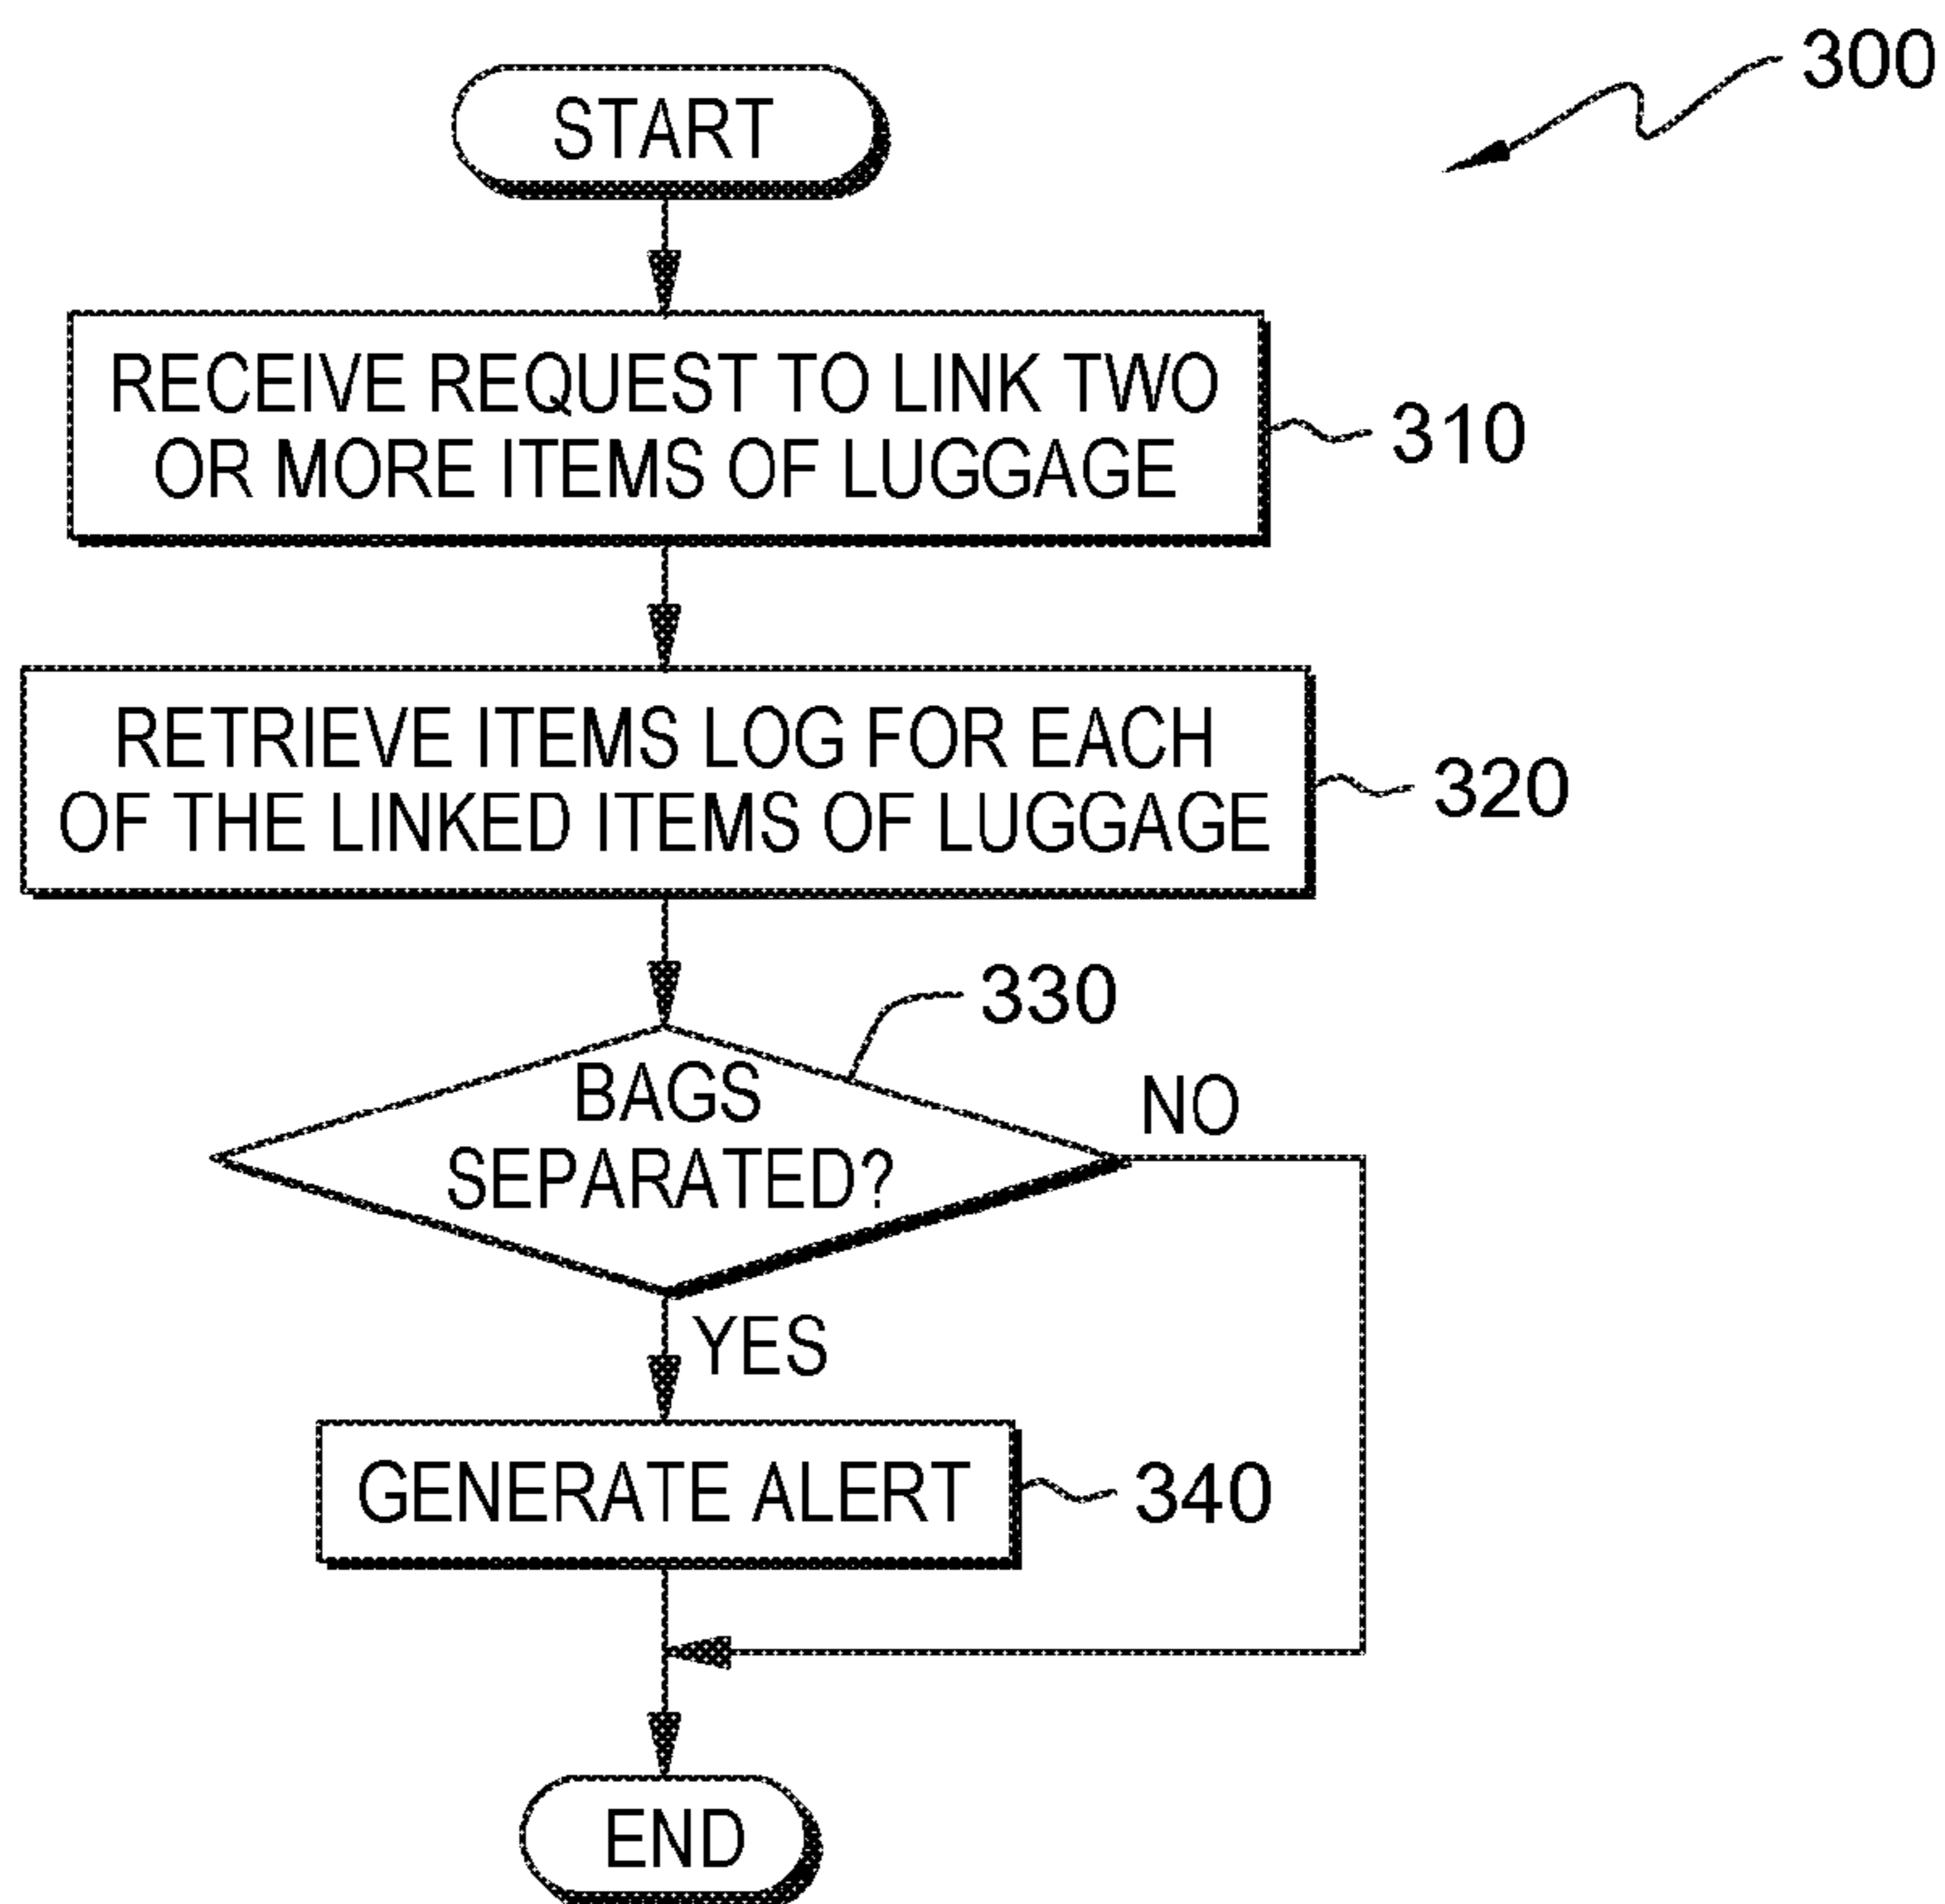 300
START
RECEIVE REQUEST TO LINK TWO
OR MORE ITEMS OF LUGGAGE
310
RETRIEVE ITEMS LOG FOR EACH
OF THE LINKED ITEMS OF LUGGAGE
320
330
BAGS
SEPARATED?
NO
YES
GENERATE ALERT
340
END